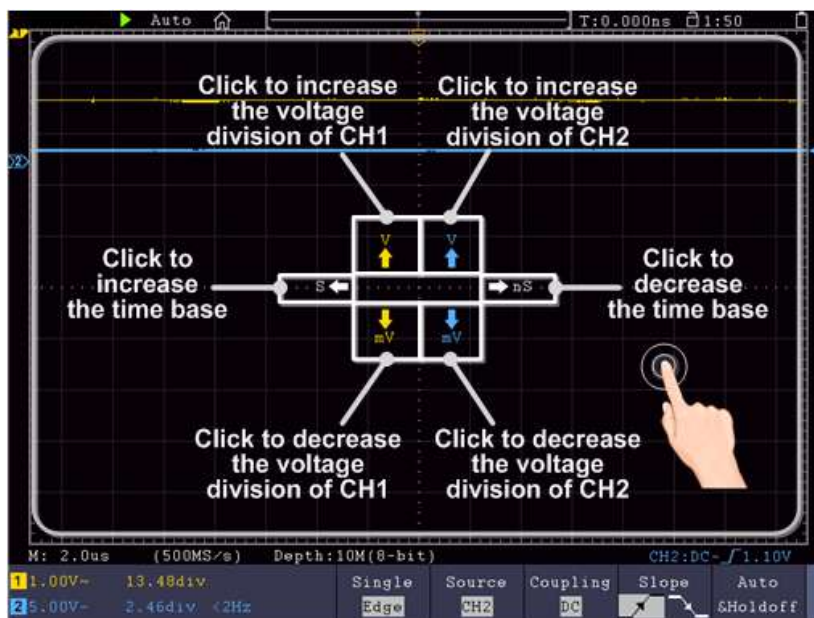 Auto T:0.000ns 1:50
1
Click to increase
the voltage
division of CH1
Click to increase
the voltage
division of CH2
2
V V
Click to
increase
the time base
S nS
Click to
decrease
the time base
mV mV
Click to decrease
the voltage
division of CH1
Click to decrease
the voltage
division of CH2
M: 2.0us (500MS/s) Depth:10M(8-bit) CH2:DC- 1.10V
1 1.00V~ 13.48div
2 5.00V- 2.46div <2Hz
Single
Edge
Source
CH2
Coupling
DC
Slope
Auto
&Holdoff